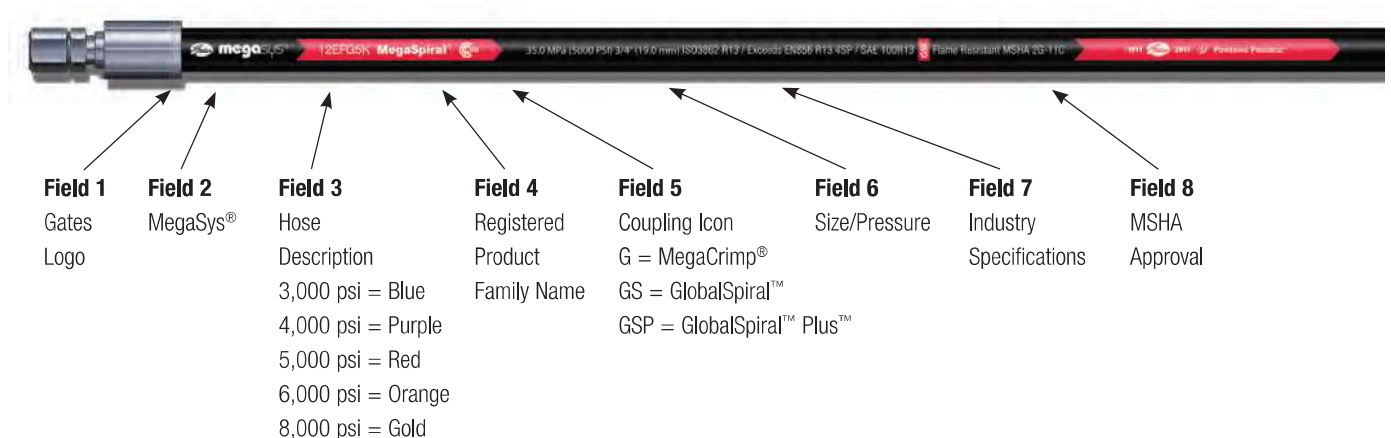 megasys 12EFG5K MegaSpiral® 35.0 MPa (5000 PSI) 3/4" (19.0 mm) ISO3862 R13 / Exceeds EN856 R13 4SP / SAE 100R13 Flame Resistant MSHA 2G-11C
Field 1
Gates
Logo
Field 2
MegaSys®
Field 3
Hose
Description
3,000 psi = Blue
4,000 psi = Purple
5,000 psi = Red
6,000 psi = Orange
8,000 psi = Gold
Field 4
Registered
Product
Family Name
Field 5
Coupling Icon
G = MegaCrimp®
GS = GlobalSpiral™
GSP = GlobalSpiral™ Plus™
Field 6
Size/Pressure
Field 7
Industry
Specifications
Field 8
MSHA
Approval